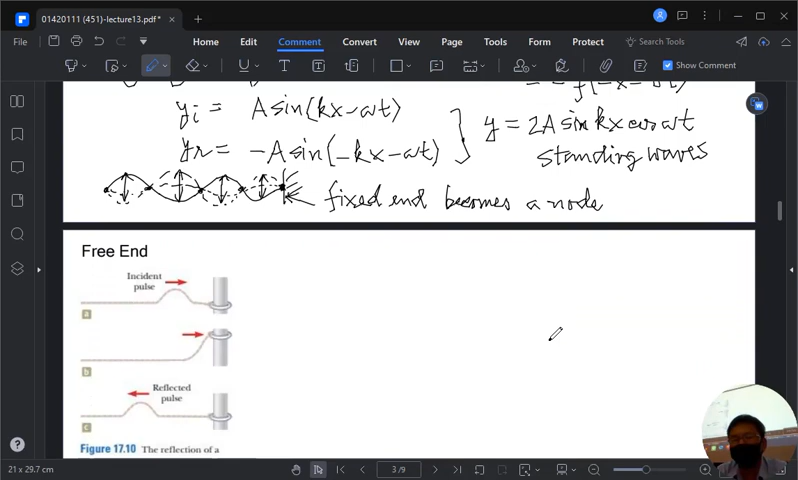 01420111 (451)-lecture13.pdf *
File
Home
Edit
Comment
Convert
View
Page
Tools
Form
Protect
Search Tools
Show Comment
yi = A sin(kx-ωt)
yr = -A sin(-kx-ωt)
y = 2A sin kx cos ωt
standing waves
fixed end becomes a node
Free End
Incident
pulse
a
b
Reflected
pulse
c
Figure 17.10 The reflection of a
21 x 29.7 cm
3 /9